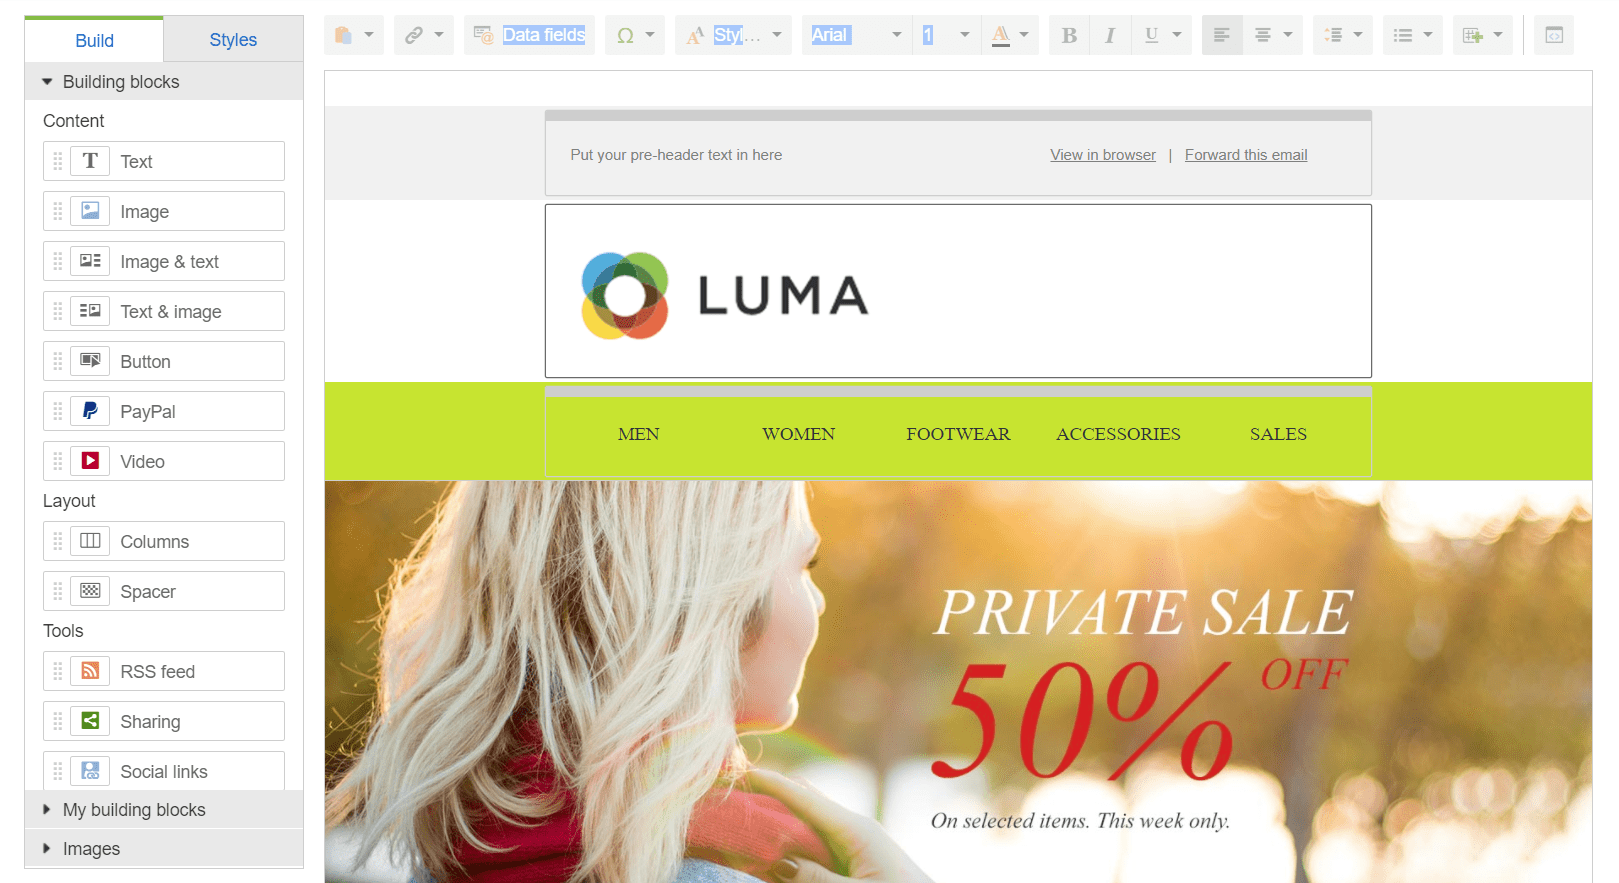 Build
Styles
Data fields
Styl...
Arial
1
B
I
U
Building blocks
Content
T Text
Image
Image & text
Text & image
Button
PayPal
Video
Layout
Columns
Spacer
Tools
RSS feed
Sharing
Social links
My building blocks
Images
Put your pre-header text in here
View in browser | Forward this email
LUMA
MEN WOMEN FOOTWEAR ACCESSORIES SALES
PRIVATE SALE
50% OFF
On selected items. This week only.